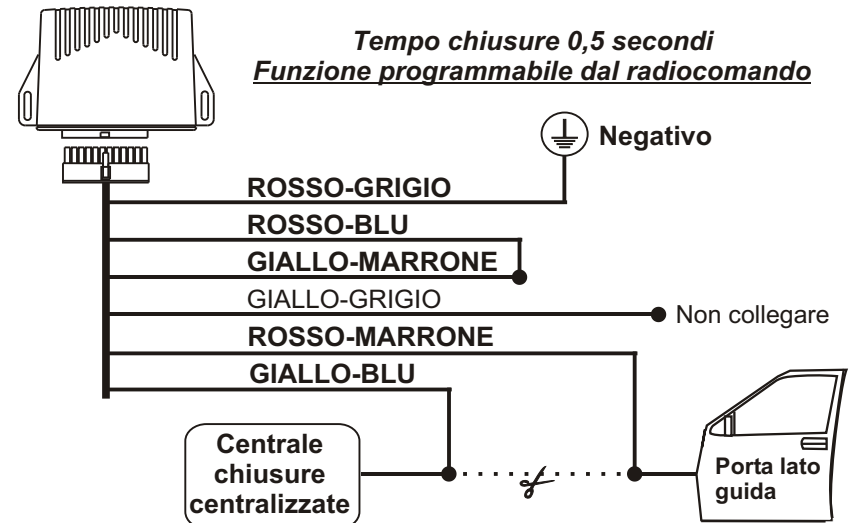 Tempo chiusure 0,5 secondi
Funzione programmabile dal radiocomando
Negativo
ROSSO-GRIGIO
ROSSO-BLU
GIALLO-MARRONE
GIALLO-GRIGIO
Non collegare
ROSSO-MARRONE
GIALLO-BLU
Centrale
chiusure
centralizzate
Porta lato
guida